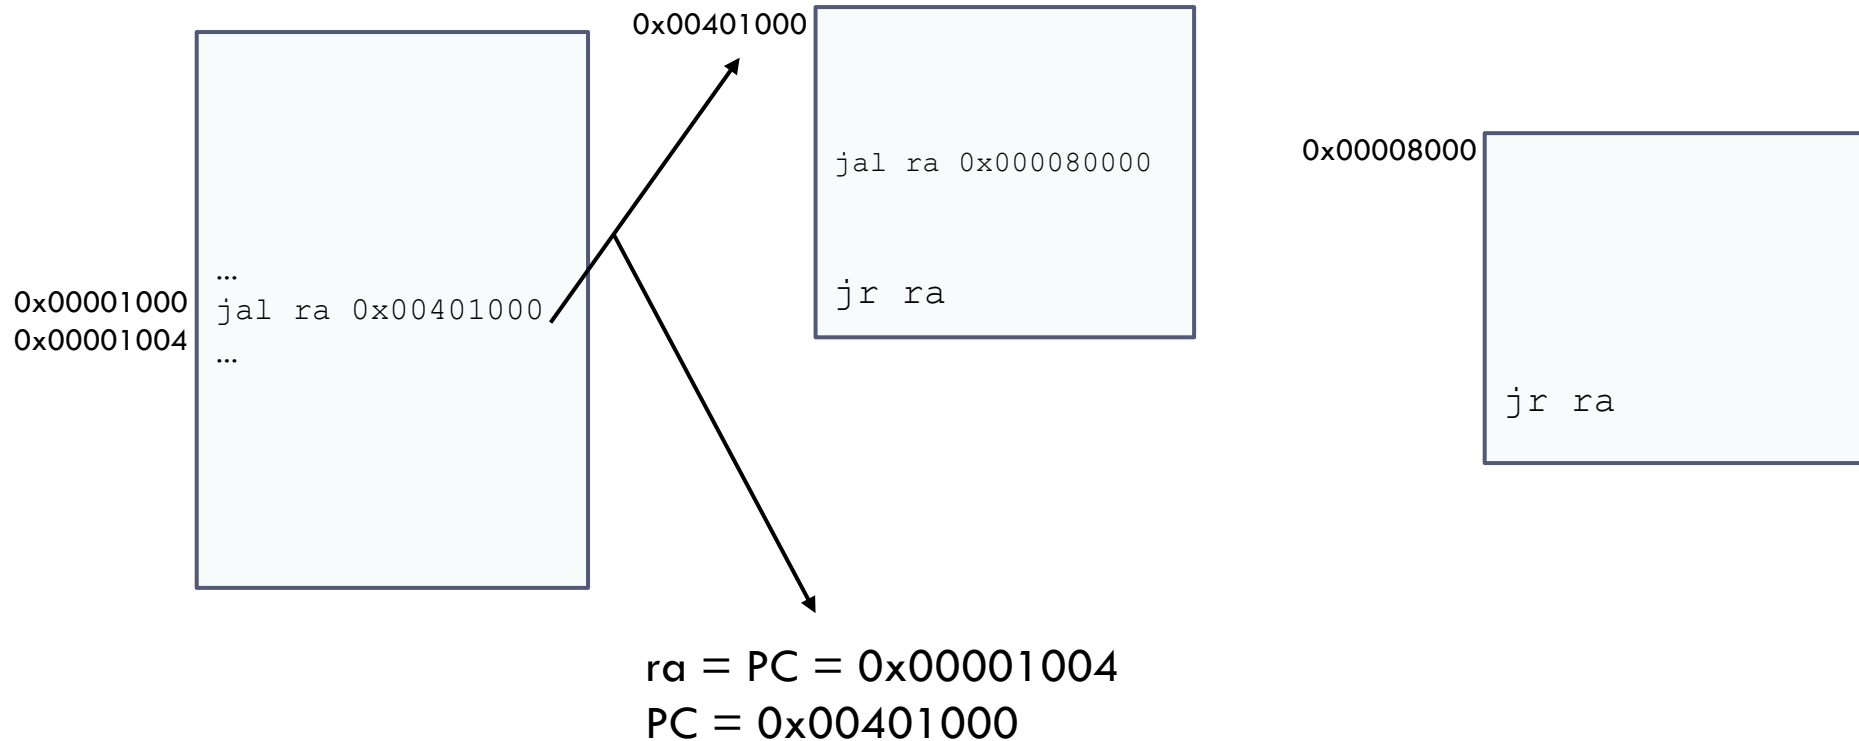 0x00401000
0x00008000
jal ra 0x000080000
jr ra
...
0x00001000
jal ra 0x00401000
0x00001004
...
jr ra
ra = PC = 0x00001004
PC = 0x00401000